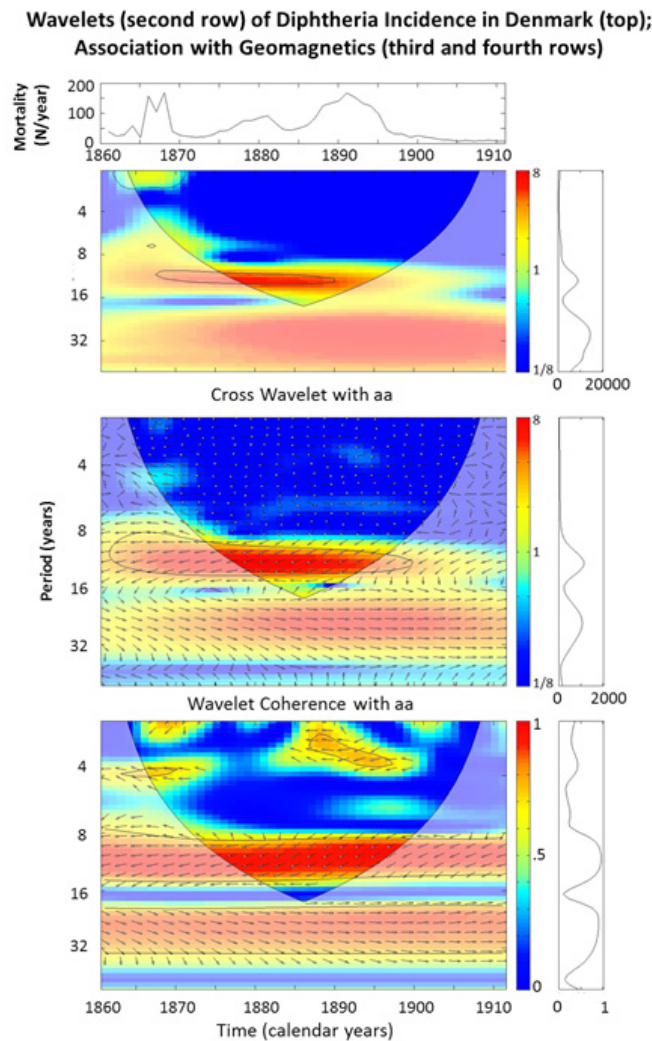 Wavelets (second row) of Diphtheria Incidence in Denmark (top);
Association with Geomagnetics (third and fourth rows)
Mortality
(N/year)
200
100
0
1860 1870 1880 1890 1900 1910
4
8
16
32
8
1
1/8
0 20000
Cross Wavelet with aa
Period (years)
4
8
16
32
8
1
1/8
0 2000
Wavelet Coherence with aa
4
8
16
32
1
.5
0
0 1
1860 1870 1880 1890 1900 1910
Time (calendar years)